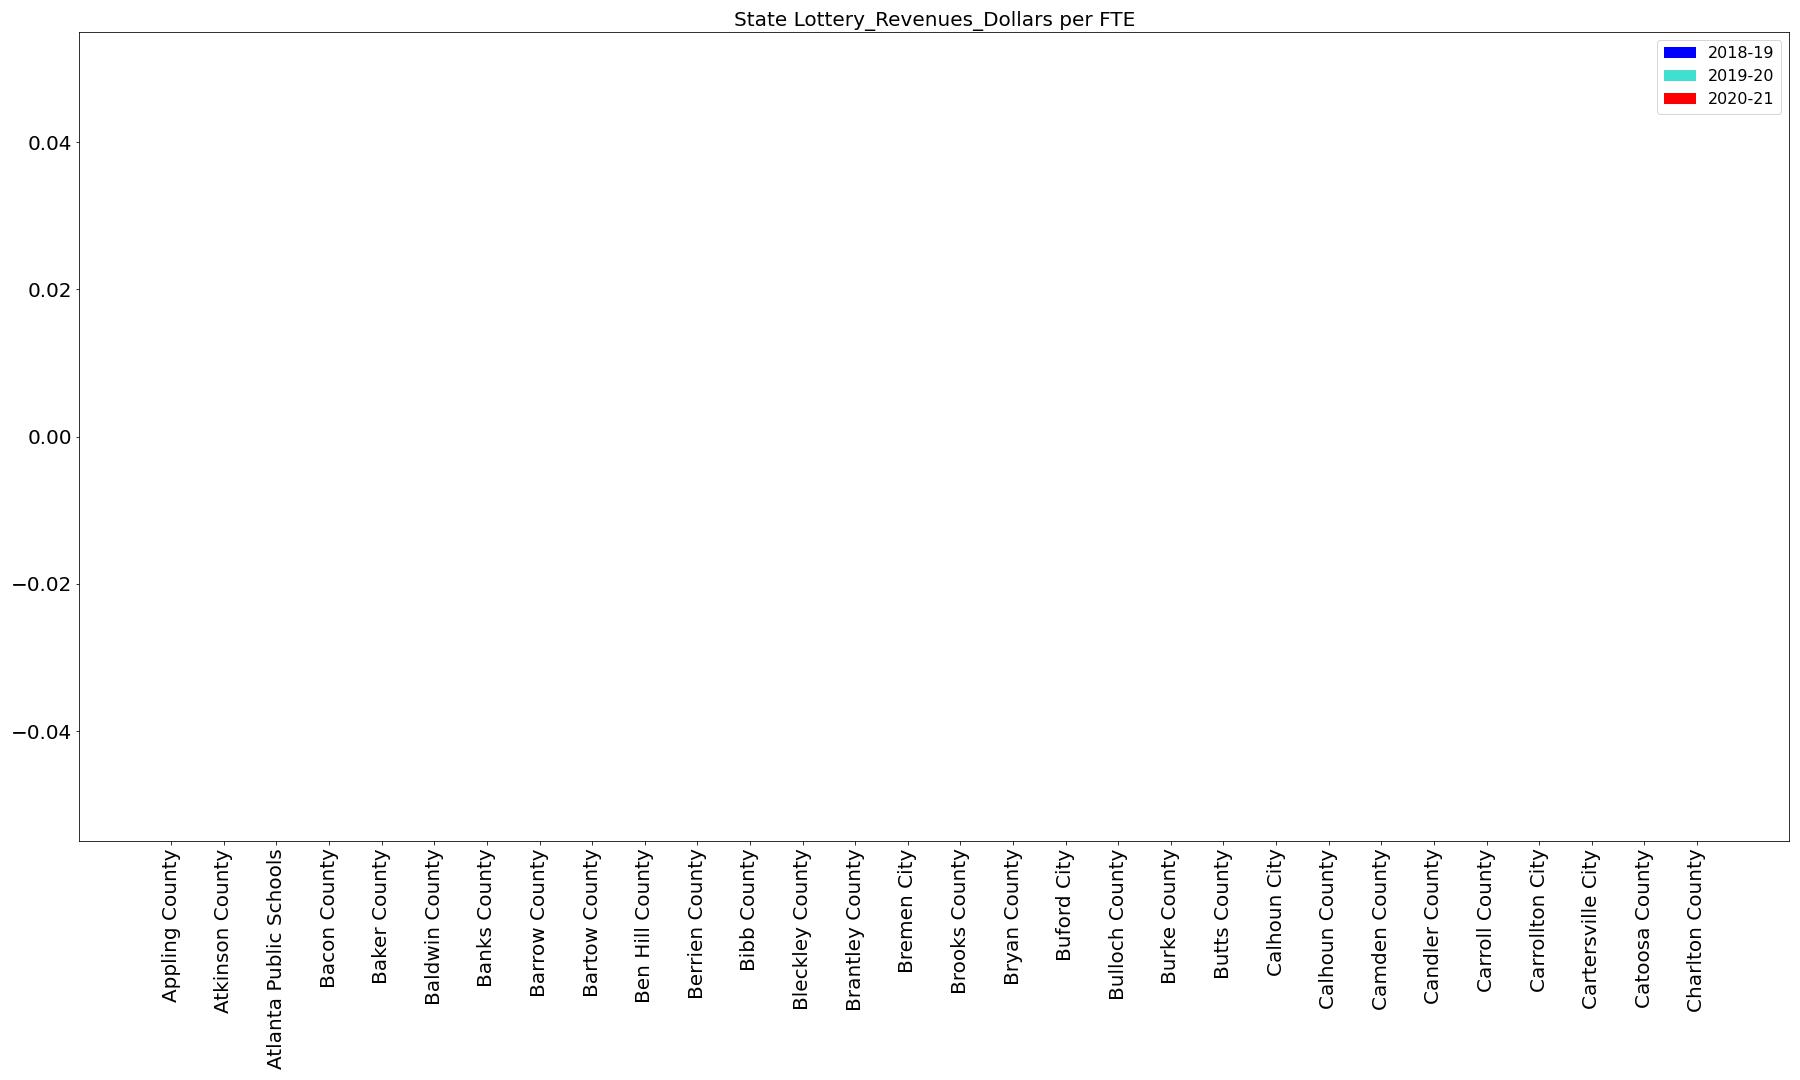 State Lottery_Revenues_Dollars per FTE
2018-19
2019-20
2020-21
0.04
0.02
0.00
−0.02
−0.04
Appling County
Atkinson County
Atlanta Public Schools
Bacon County
Baker County
Baldwin County
Banks County
Barrow County
Bartow County
Ben Hill County
Berrien County
Bibb County
Bleckley County
Brantley County
Bremen City
Brooks County
Bryan County
Buford City
Bulloch County
Burke County
Butts County
Calhoun City
Calhoun County
Camden County
Candler County
Carroll County
Carrollton City
Cartersville City
Catoosa County
Charlton County